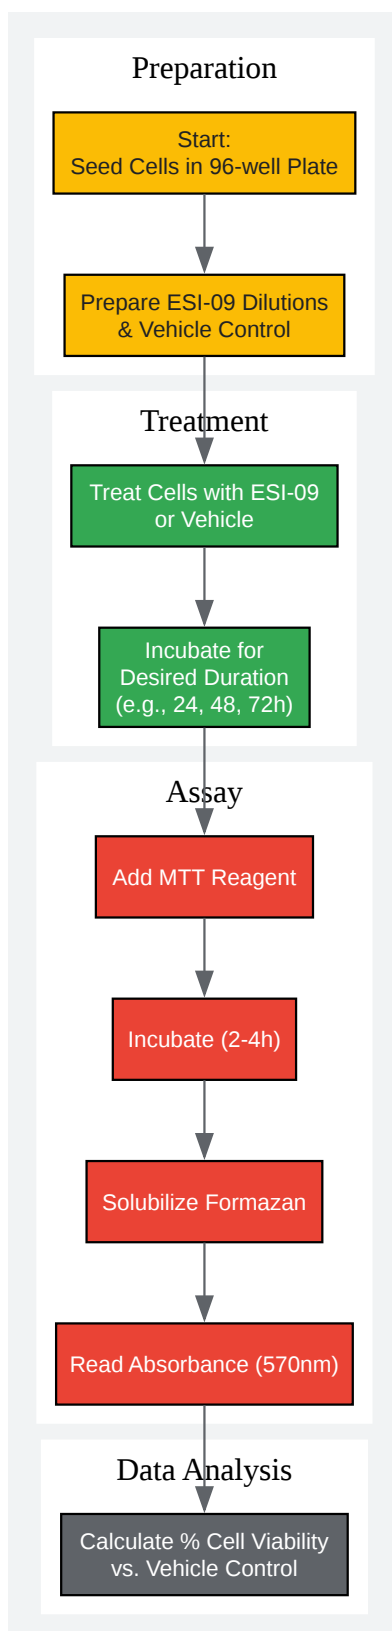 Preparation
Start:
Seed Cells in 96-well Plate
Prepare ESI-09 Dilutions
& Vehicle Control
Treatment
Treat Cells with ESI-09
or Vehicle
Incubate for
Desired Duration
(e.g., 24, 48, 72h)
Assay
Add MTT Reagent
Incubate (2-4h)
Solubilize Formazan
Read Absorbance (570nm)
Data Analysis
Calculate % Cell Viability
vs. Vehicle Control